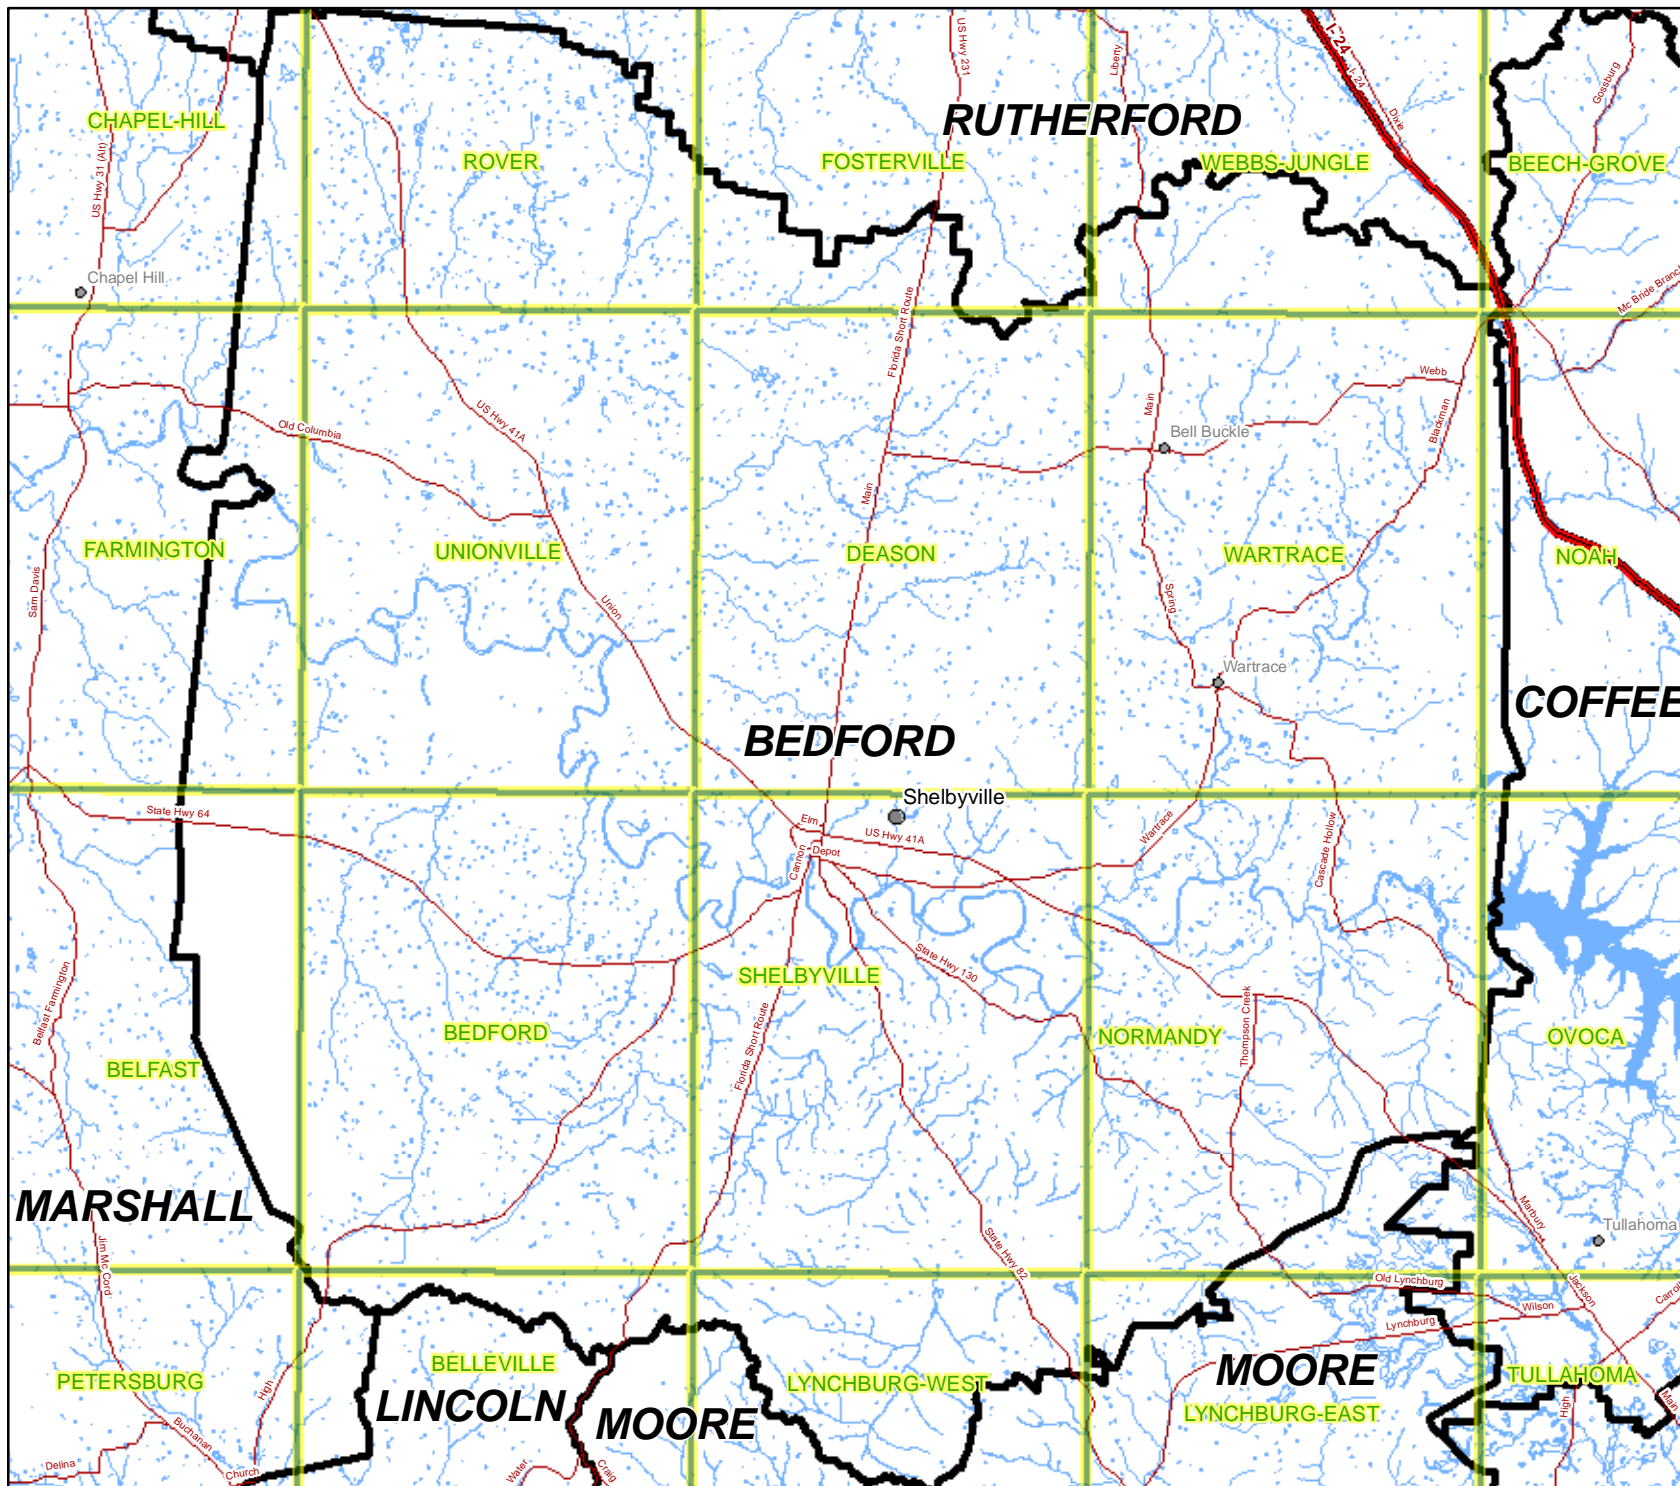 US Hwy 231
Liberty
I-24
I-24
Gossburg
RUTHERFORD
Dixie
CHAPEL-HILL
ROVER
FOSTERVILLE
WEBBS-JUNGLE
BEECH-GROVE
US Hwy 31 (Alt)
Chapel Hill
Mc Bride Branch
Florida Short Route
Webb
Main
US Hwy 41A
Old Columbia
Bell Buckle
Blackman
Main
FARMINGTON
UNIONVILLE
DEASON
WARTRACE
NOAH
Sam Davis
Union
Spring
Wartrace
COFFEE
BEDFORD
Shelbyville
State Hwy 64
Elm
US Hwy 41A
Wartrace
Depot
Cannon
Cascade Hollow
State Hwy 130
SHELBYVILLE
Belfast Farmington
Florida Short Route
BEDFORD
NORMANDY
Thompson Creek
OVOCA
BELFAST
MARSHALL
Marbury
Tullahoma
Jim Mc Cord
State Hwy 82
Old Lynchburg
Jackson
Wilson
Carroll
Lynchburg
BELLEVILLE
MOORE
PETERSBURG
High
LYNCHBURG-WEST
TULLAHOMA
LINCOLN
MOORE
LYNCHBURG-EAST
High
Main
Buchanan
Delina
Church
Water
Craig